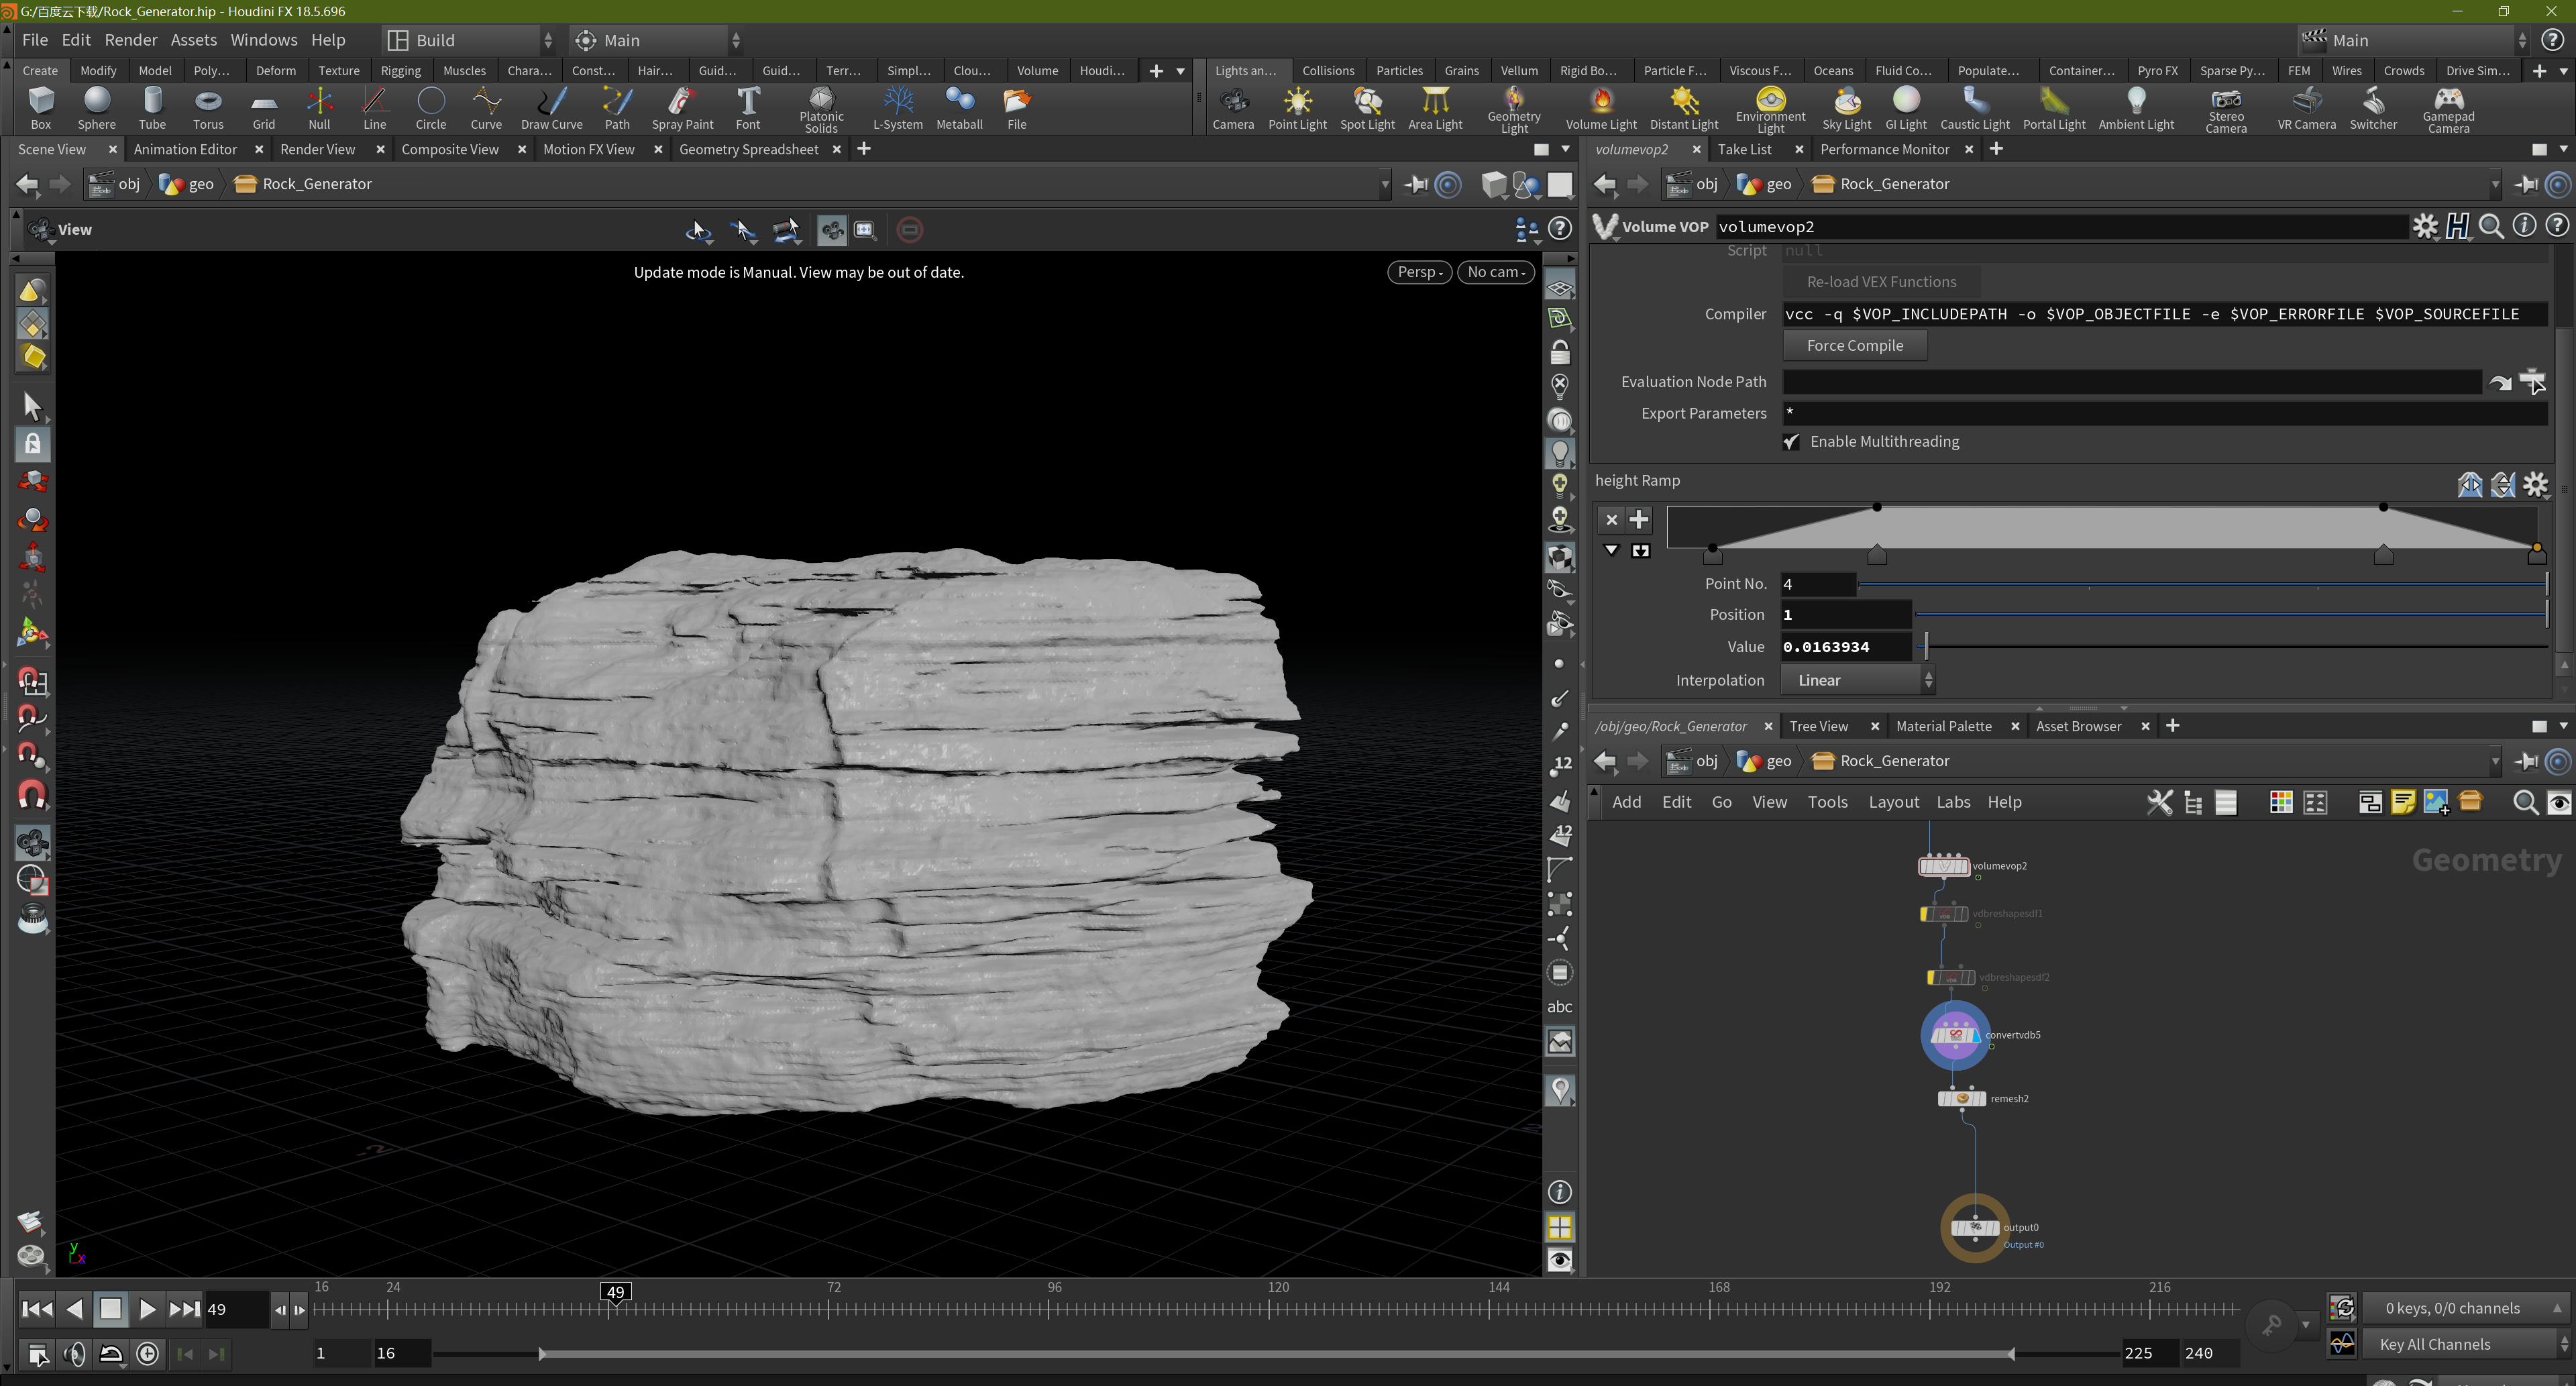 G:/百度云下载/Rock_Generator.hip - Houdini FX 18.5.696
File Edit Render Assets Windows Help Build Main Main
Create Modify Model Poly... Deform Texture Rigging Muscles Chara... Const... Hair... Guid... Guid... Terr... Simpl... Clou... Volume Houdi...
Lights an... Collisions Particles Grains Vellum Rigid Bo... Particle F... Viscous F... Oceans Fluid Co... Populate... Container... Pyro FX Sparse Py... FEM Wires Crowds Drive Sim...
Box Sphere Tube Torus Grid Null Line Circle Curve Draw Curve Path Spray Paint Font Platonic Solids L-System Metaball File
Camera Point Light Spot Light Area Light Geometry Light Volume Light Distant Light Environment Light Sky Light GI Light Caustic Light Portal Light Ambient Light Stereo Camera VR Camera Switcher Gamepad Camera
Scene View Animation Editor Render View Composite View Motion FX View Geometry Spreadsheet
obj geo Rock_Generator
View
Update mode is Manual. View may be out of date.
Persp No cam
12
12
abc
y x
volumevop2 Take List Performance Monitor
obj geo Rock_Generator
Volume VOP volumevop2
Script null
Re-load VEX Functions
Compiler vcc -q $VOP_INCLUDEPATH -o $VOP_OBJECTFILE -e $VOP_ERRORFILE $VOP_SOURCEFILE
Force Compile
Evaluation Node Path
Export Parameters *
Enable Multithreading
height Ramp
Point No. 4
Position 1
Value 0.0163934
Interpolation Linear
/obj/geo/Rock_Generator Tree View Material Palette Asset Browser
obj geo Rock_Generator
Add Edit Go View Tools Layout Labs Help
Geometry
volumevop2
vdbreshapesdf1
vdbreshapesdf2
convertvdb5
remesh2
output0
Output #0
16 24 49 72 96 120 144 168 192 216
49
0 keys, 0/0 channels
1 16 225 240
Key All Channels